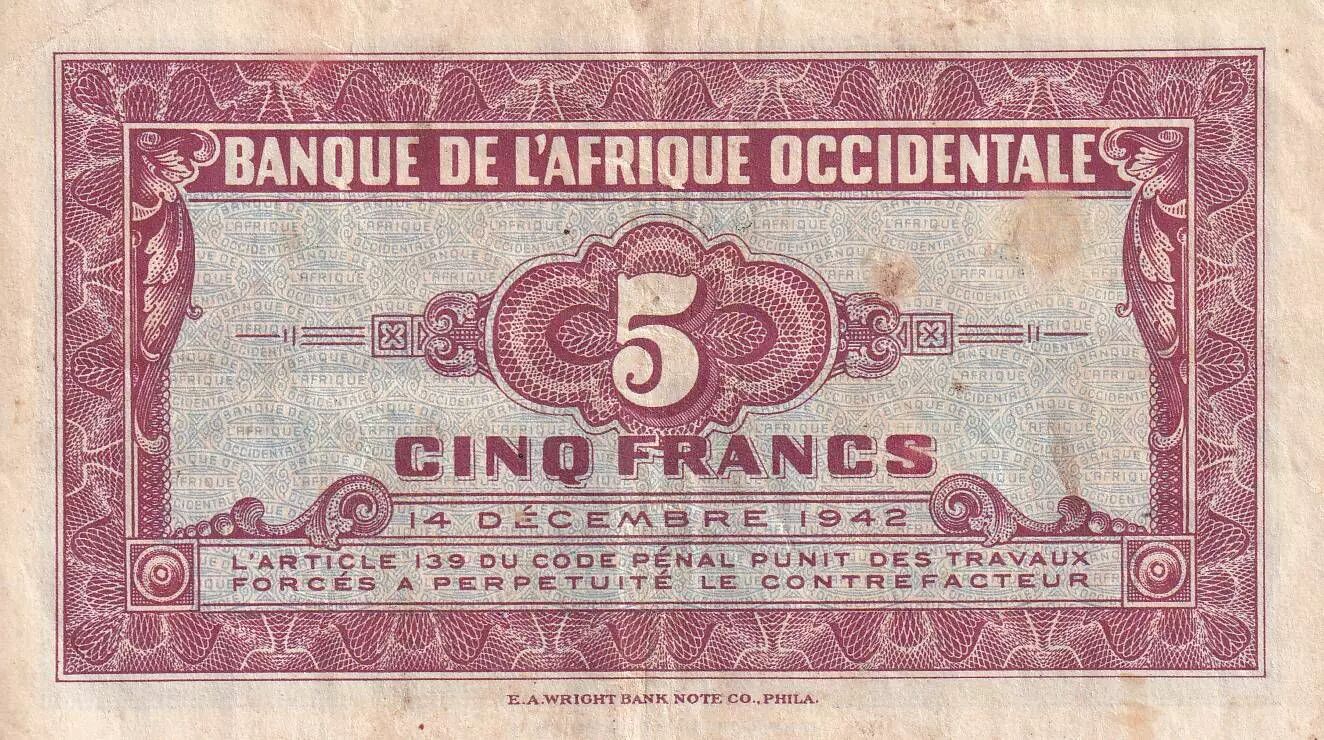 BANQUE DE L'AFRIQUE OCCIDENTALE
5
CINQ FRANCS
14 DÉCEMBRE 1942
L'ARTICLE 139 DU CODE PÉNAL PUNIT DES TRAVAUX
FORCÉS A PERPETUITÉ LE CONTREFACTEUR
E.A.WRIGHT BANK NOTE CO., PHILA.